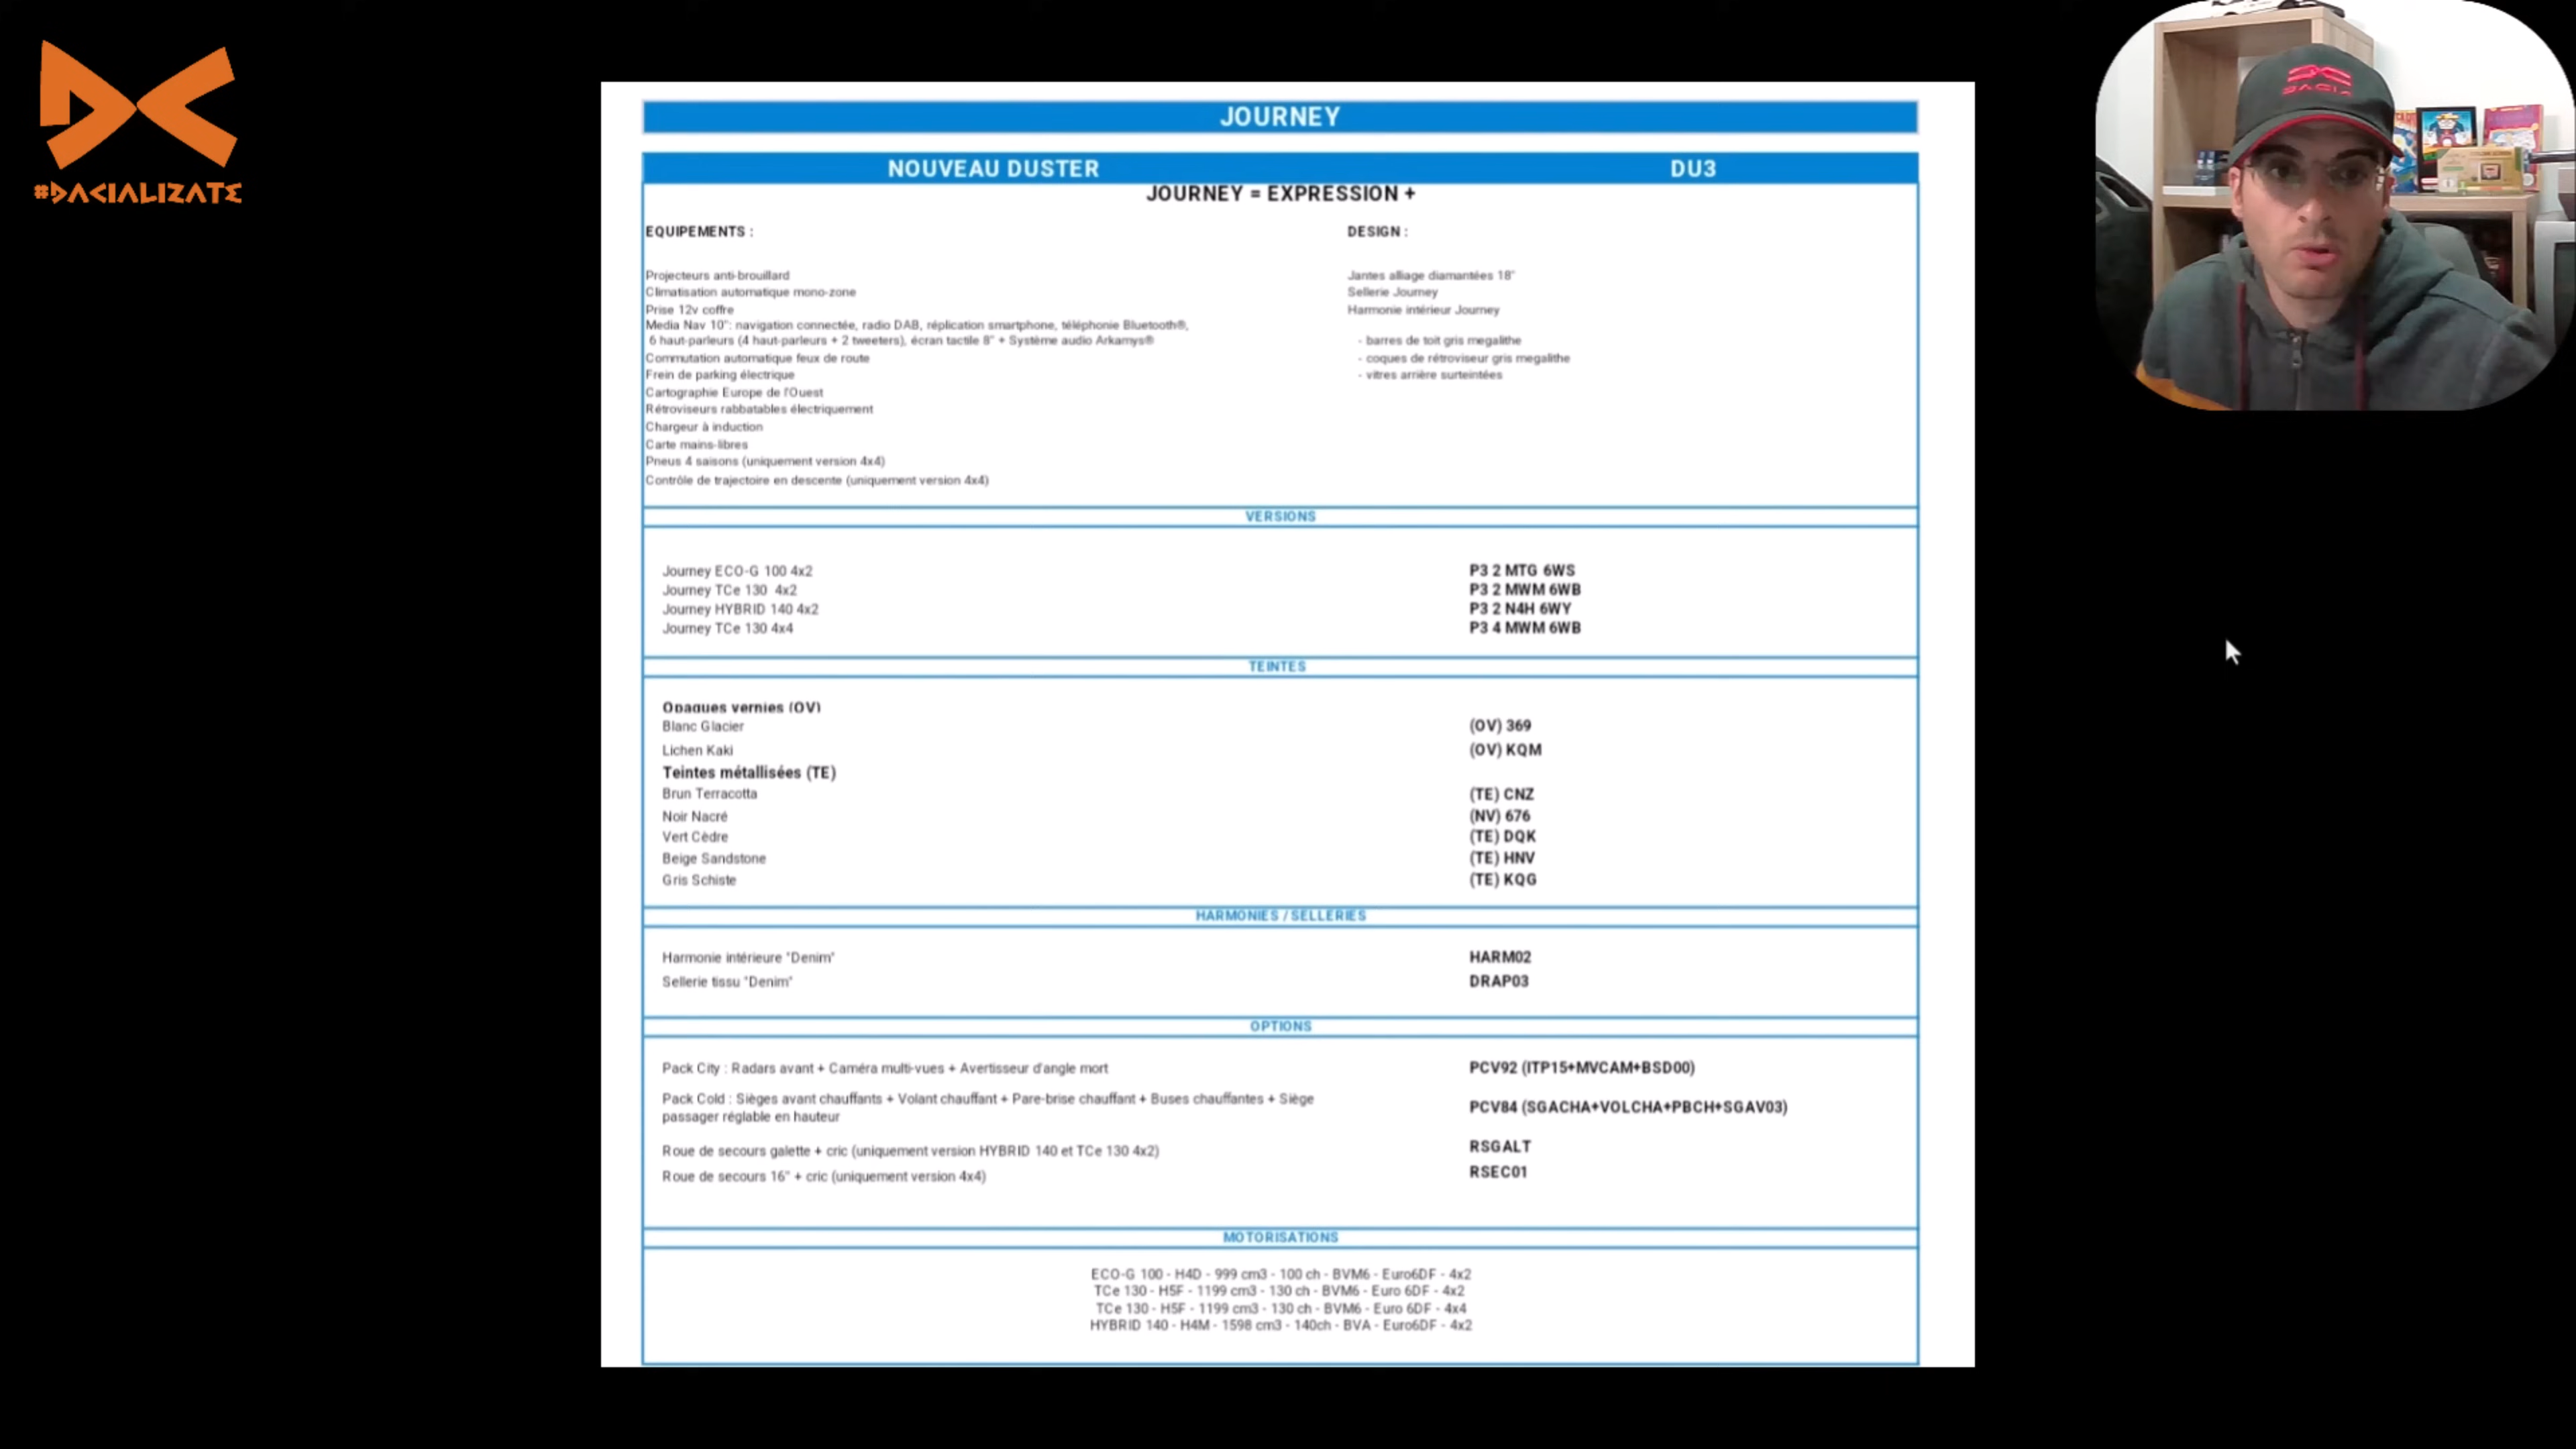 #DACIALIZATE
DACIA
JOURNEY
NOUVEAU DUSTER DU3
JOURNEY = EXPRESSION +
EQUIPEMENTS :
Projecteurs anti-brouillard
Climatisation automatique mono-zone
Prise 12v coffre
Media Nav 10": navigation connectée, radio DAB, réplication smartphone, téléphonie Bluetooth®,
6 haut-parleurs (4 haut-parleurs + 2 tweeters), écran tactile 8" + Système audio Arkamys®
Commutation automatique feux de route
Frein de parking électrique
Cartographie Europe de l'Ouest
Rétroviseurs rabbatables électriquement
Chargeur à induction
Carte mains-libres
Pneus 4 saisons (uniquement version 4x4)
Contrôle de trajectoire en descente (uniquement version 4x4)
DESIGN :
Jantes alliage diamantées 18"
Sellerie Journey
Harmonie intérieur Journey
- barres de toit gris megalithe
- coques de rétroviseur gris megalithe
- vitres arrière surteintées
VERSIONS
Journey ECO-G 100 4x2 P3 2 MTG 6WS
Journey TCe 130 4x2 P3 2 MWM 6WB
Journey HYBRID 140 4x2 P3 2 N4H 6WY
Journey TCe 130 4x4 P3 4 MWM 6WB
TEINTES
Opaques vernies (OV)
Blanc Glacier (OV) 369
Lichen Kaki (OV) KQM
Teintes métallisées (TE)
Brun Terracotta (TE) CNZ
Noir Nacré (NV) 676
Vert Cèdre (TE) DQK
Beige Sandstone (TE) HNV
Gris Schiste (TE) KQG
HARMONIES / SELLERIES
Harmonie intérieure "Denim" HARM02
Sellerie tissu "Denim" DRAP03
OPTIONS
Pack City : Radars avant + Caméra multi-vues + Avertisseur d'angle mort PCV92 (ITP15+MVCAM+BSD00)
Pack Cold : Sièges avant chauffants + Volant chauffant + Pare-brise chauffant + Buses chauffantes + Siège
passager réglable en hauteur PCV84 (SGACHA+VOLCHA+PBCH+SGAV03)
Roue de secours galette + cric (uniquement version HYBRID 140 et TCe 130 4x2) RSGALT
Roue de secours 16" + cric (uniquement version 4x4) RSEC01
MOTORISATIONS
ECO-G 100 - H4D - 999 cm3 - 100 ch - BVM6 - Euro6DF - 4x2
TCe 130 - H5F - 1199 cm3 - 130 ch - BVM6 - Euro 6DF - 4x2
TCe 130 - H5F - 1199 cm3 - 130 ch - BVM6 - Euro 6DF - 4x4
HYBRID 140 - H4M - 1598 cm3 - 140ch - BVA - Euro6DF - 4x2